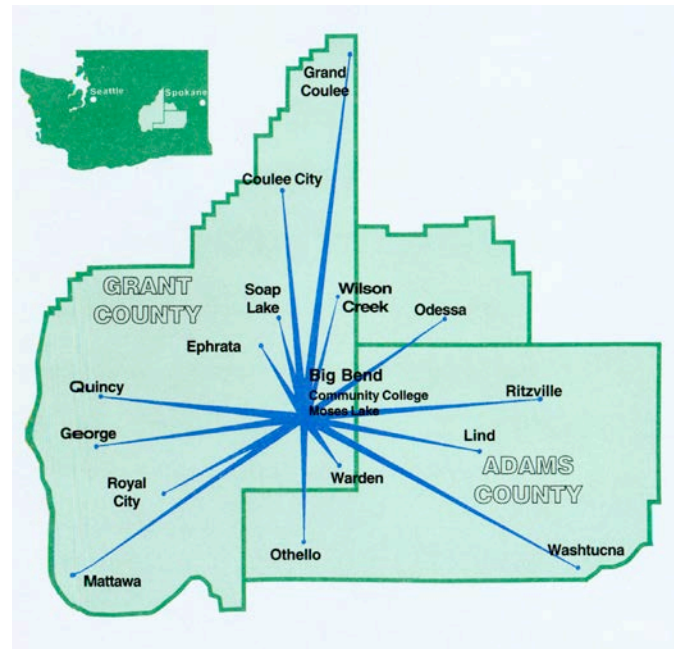 Seattle
Spokane
Grand
Coulee
Coulee City
GRANT
COUNTY
Soap
Lake
Wilson
Creek
Odessa
Ephrata
Big Bend
Community College
Moses Lake
Quincy
Ritzville
George
Lind
ADAMS
COUNTY
Royal
City
Warden
Othello
Washtucna
Mattawa